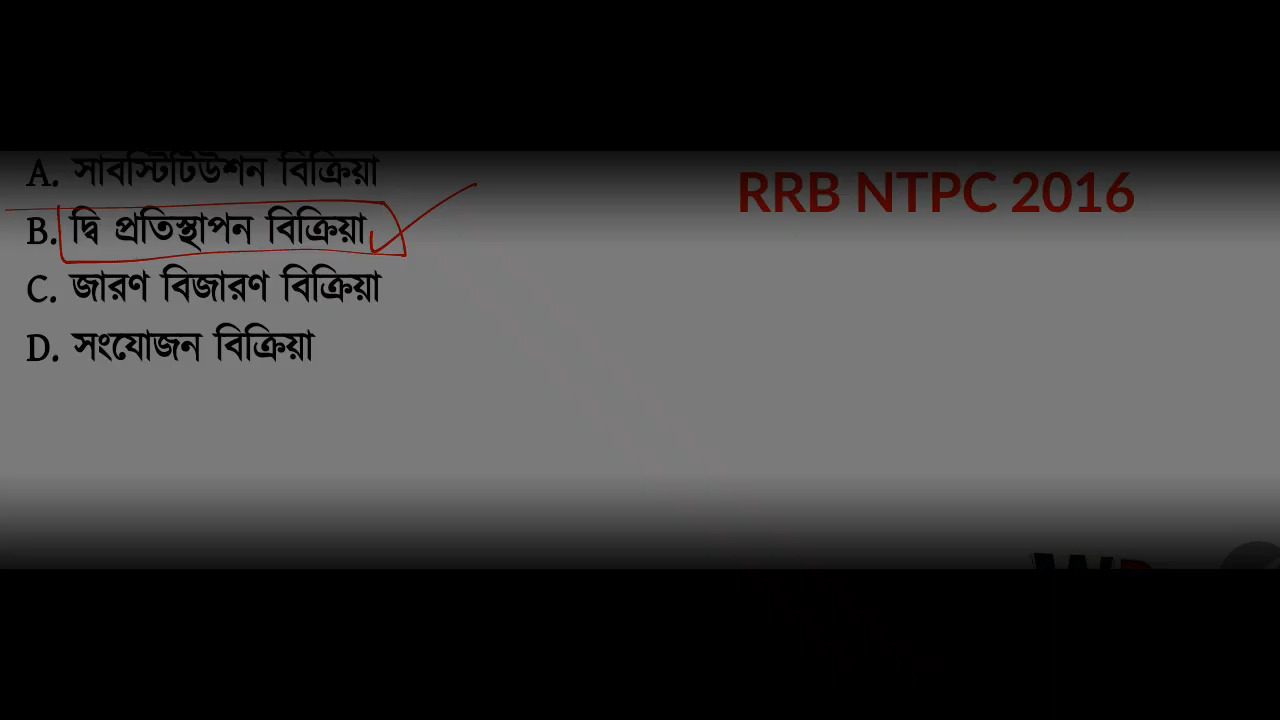 A. সাবস্টিটিউশন বিক্রিয়া
RRB NTPC 2016
B. দ্বি প্রতিস্থাপন বিক্রিয়া
C. জারণ বিজারণ বিক্রিয়া
D. সংযোজন বিক্রিয়া